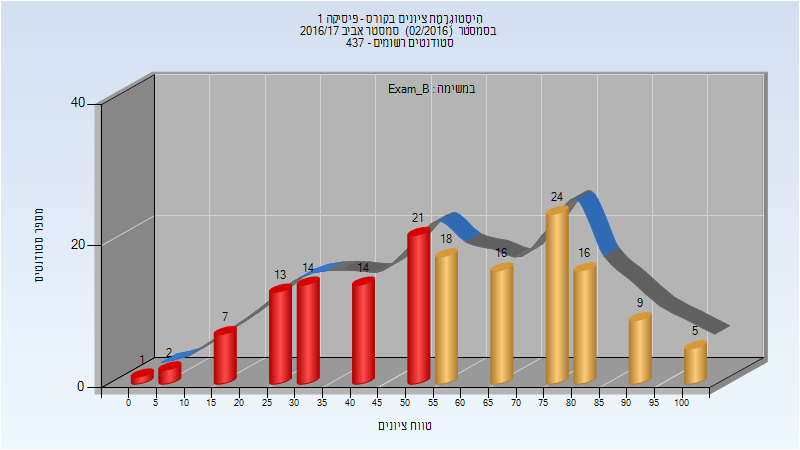 היסטוגרמת ציונים בקורס - פיסיקה 1
בסמסטר (02/2016) סמסטר אביב 2016/17
סטודנטים רשומים - 437
במשימה : Exam_B
מספר סטודנטים
40
20
0
1
2
7
13
14
14
21
18
16
24
16
9
5
0 5 10 15 20 25 30 35 40 45 50 55 60 65 70 75 80 85 90 95 100
טווח ציונים